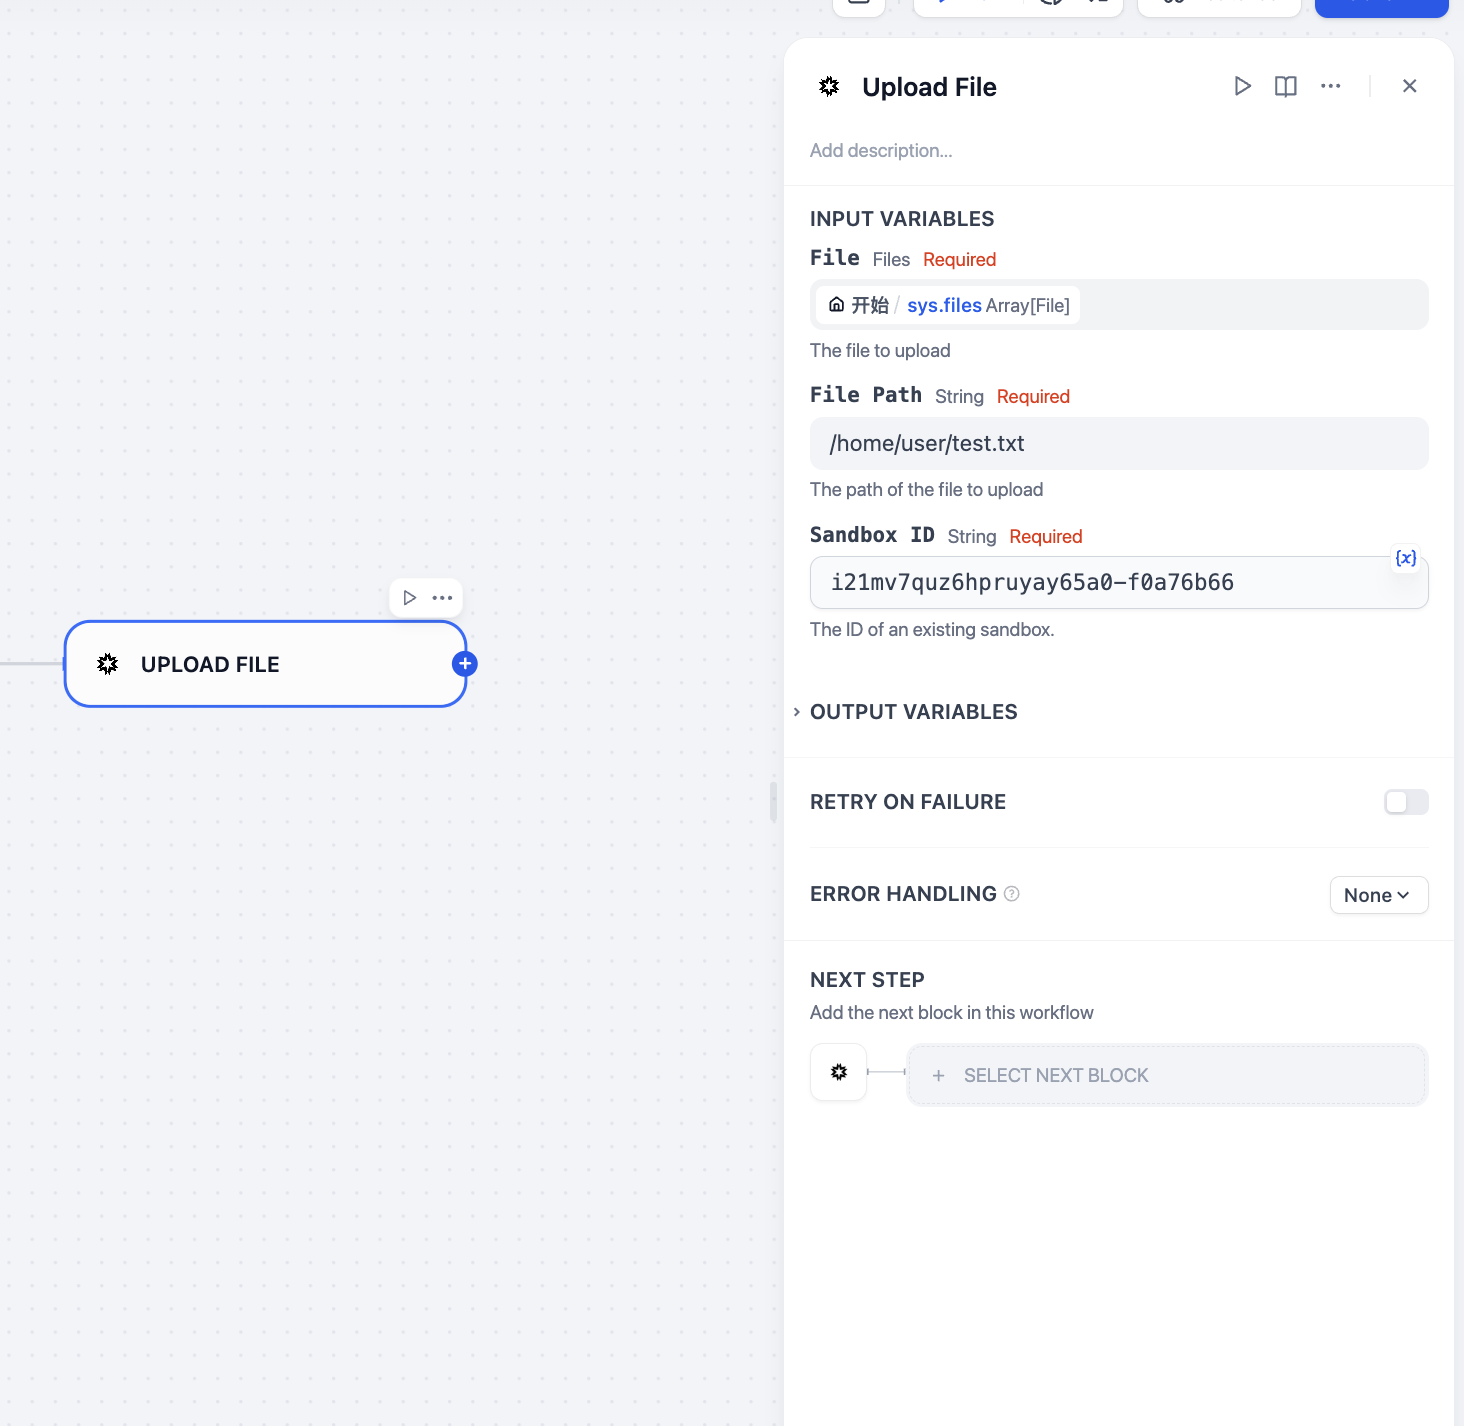 Upload File
Add description...
INPUT VARIABLES
File Files Required
开始 / sys.files Array[File]
The file to upload
File Path String Required
/home/user/test.txt
The path of the file to upload
Sandbox ID String Required
{x}
i21mv7quz6hpruyay65a0-f0a76b66
The ID of an existing sandbox.
UPLOAD FILE
OUTPUT VARIABLES
RETRY ON FAILURE
ERROR HANDLING
None
NEXT STEP
Add the next block in this workflow
+ SELECT NEXT BLOCK